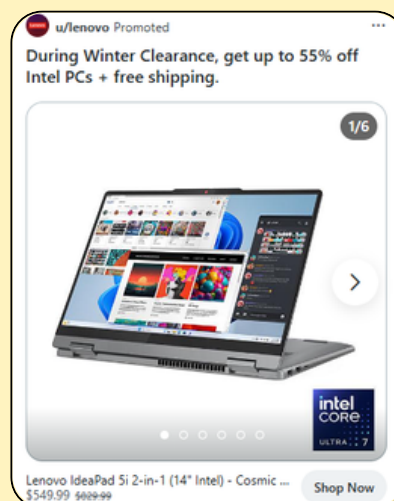 u/lenovo Promoted
During Winter Clearance, get up to 55% off
Intel PCs + free shipping.
1/6
intel
CORE
ULTRA 7
Lenovo IdeaPad 5i 2-in-1 (14" Intel) - Cosmic ...
$549.99 $829.99
Shop Now